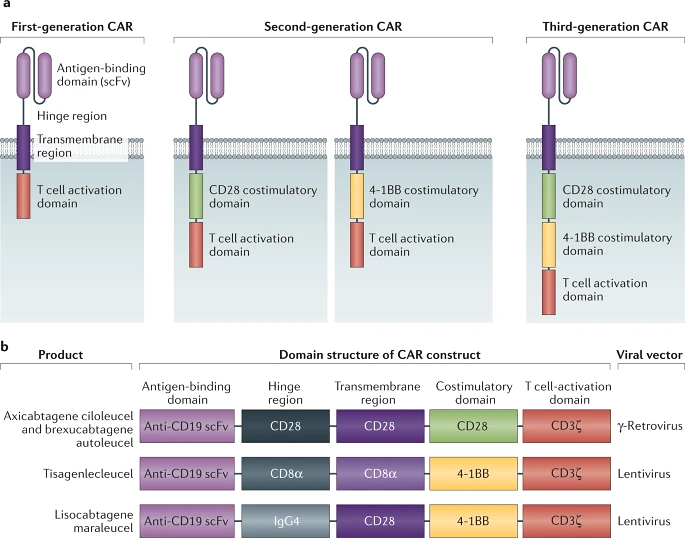 a
First-generation CAR
Second-generation CAR
Third-generation CAR
Antigen-binding
domain (scFv)
Hinge region
Transmembrane
region
T cell activation
domain
CD28 costimulatory
domain
T cell activation
domain
4-1BB costimulatory
domain
T cell activation
domain
CD28 costimulatory
domain
4-1BB costimulatory
domain
T cell activation
domain
b
Product
Domain structure of CAR construct
Viral vector
Antigen-binding
domain
Hinge
region
Transmembrane
region
Costimulatory
domain
T cell-activation
domain
Axicabtagene ciloleucel
and brexucabtagene
autoleucel
Anti-CD19 scFv
CD28
CD28
CD28
CD3ζ
γ-Retrovirus
Tisagenlecleucel
Anti-CD19 scFv
CD8α
CD8α
4-1BB
CD3ζ
Lentivirus
Lisocabtagene
maraleucel
Anti-CD19 scFv
IgG4
CD28
4-1BB
CD3ζ
Lentivirus